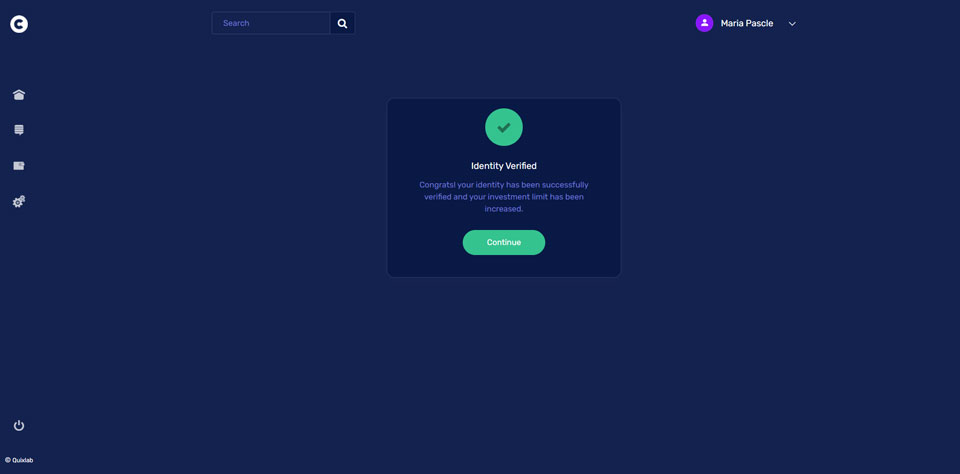 C
Search
Maria Pascle
Identity Verified
Congrats! your identity has been successfully
verified and your investment limit has been
increased.
Continue
© Quixlab